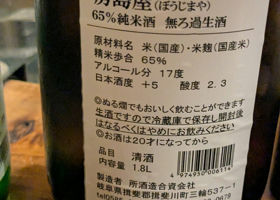 房島屋(ぼうじまや)
65%純米酒 無ろ過生酒
原材料名 米(国産)・米麹(国産米)
精米歩合 65%
アルコール分 17度
日本酒度 +5 酸度 2.3
◎ぬる燗でもおいしく飲むことができます
生酒ですので冷蔵庫で保存し開封後
はなるべくはやめにお飲みください
◎お酒は20才になってから
品目 清酒
内容量 1.8L
4974950006114
製造者 所酒造合資会社
岐阜県揖斐郡揖斐川町三輪537-1